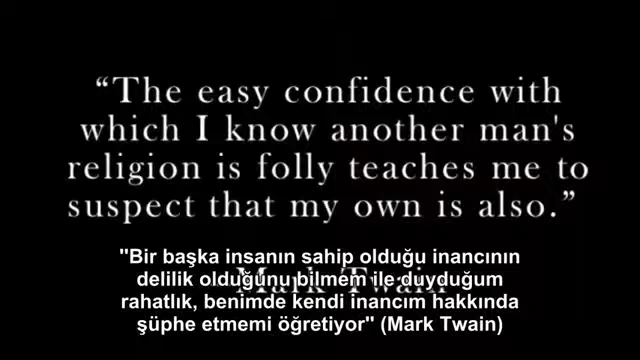 “The easy confidence with
which I know another man's
religion is folly teaches me to
suspect that my own is also.”
Mark Twain
"Bir başka insanın sahip olduğu inancının
delilik olduğunu bilmem ile duyduğum
rahatlık, benimde kendi inancım hakkında
şüphe etmemi öğretiyor" (Mark Twain)